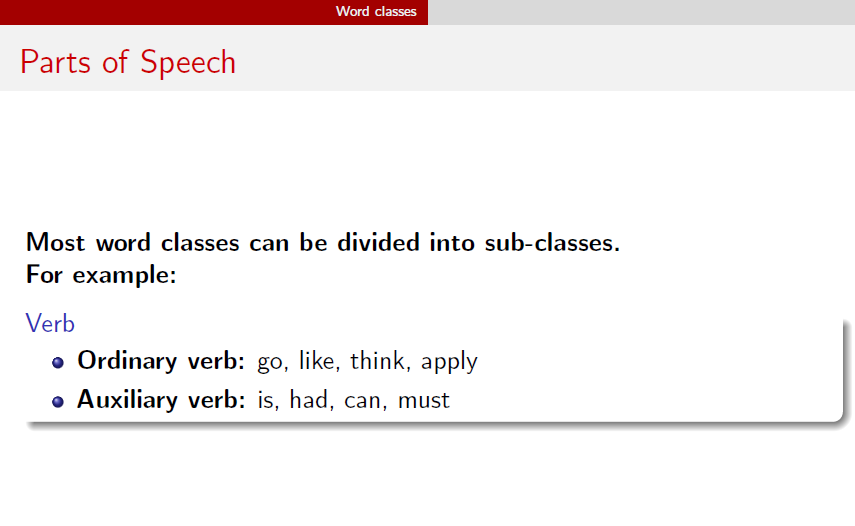 Word classes
Parts of Speech
Most word classes can be divided into sub-classes.
For example:
Verb
Ordinary verb: go, like, think, apply
Auxiliary verb: is, had, can, must